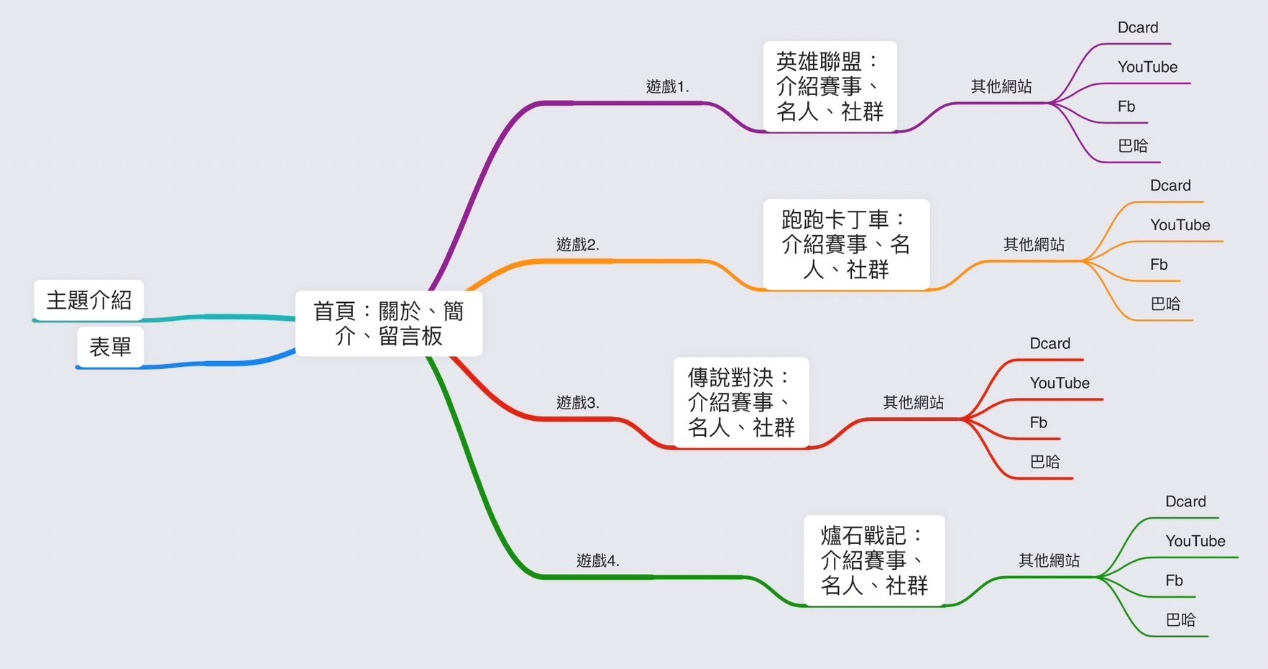 主題介紹
表單
首頁：關於、簡
介、留言板
遊戲1.
英雄聯盟：
介紹賽事、
名人、社群
其他網站
Dcard
YouTube
Fb
巴哈
遊戲2.
跑跑卡丁車：
介紹賽事、名
人、社群
其他網站
Dcard
YouTube
Fb
巴哈
遊戲3.
傳說對決：
介紹賽事、
名人、社群
其他網站
Dcard
YouTube
Fb
巴哈
遊戲4.
爐石戰記：
介紹賽事、
名人、社群
其他網站
Dcard
YouTube
Fb
巴哈